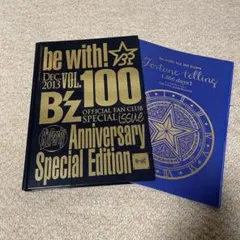 be with!
DEC.
2013
VOL.
100
B'z
OFFICIAL FAN CLUB
SPECIAL issue
Anniversary
Special Edition
Fortune telling